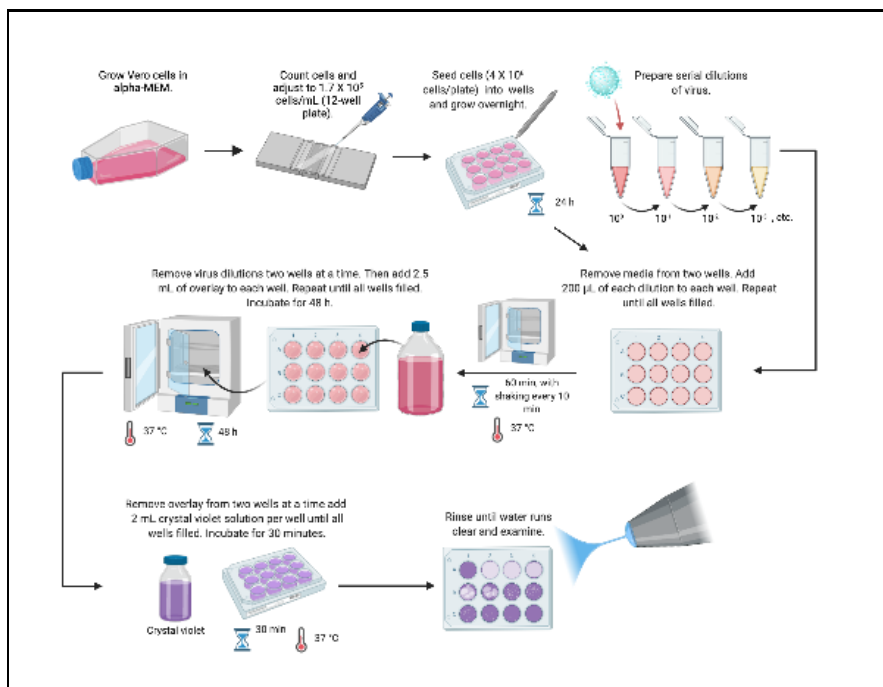 Grow Vero cells in
alpha-MEM.
Count cells and
adjust to 1.7 X 10⁵
cells/mL (12-well
plate).
Seed cells (4 X 10⁶
cells/plate) into wells
and grow overnight.
Prepare serial dilutions
of virus.
24 h
10⁰
10¹
10²
10 , etc.
Remove virus dilutions two wells at a time. Then add 2.5
mL of overlay to each well. Repeat until all wells filled.
Incubate for 48 h.
Remove media from two wells. Add
200 µL of each dilution to each well. Repeat
until all wells filled.
60 min, with
shaking every 10
min
37 °C
37 °C
48 h
Remove overlay from two wells at a time add
2 mL crystal violet solution per well until all
wells filled. Incubate for 30 minutes.
Rinse until water runs
clear and examine.
Crystal violet
30 min
37 °C